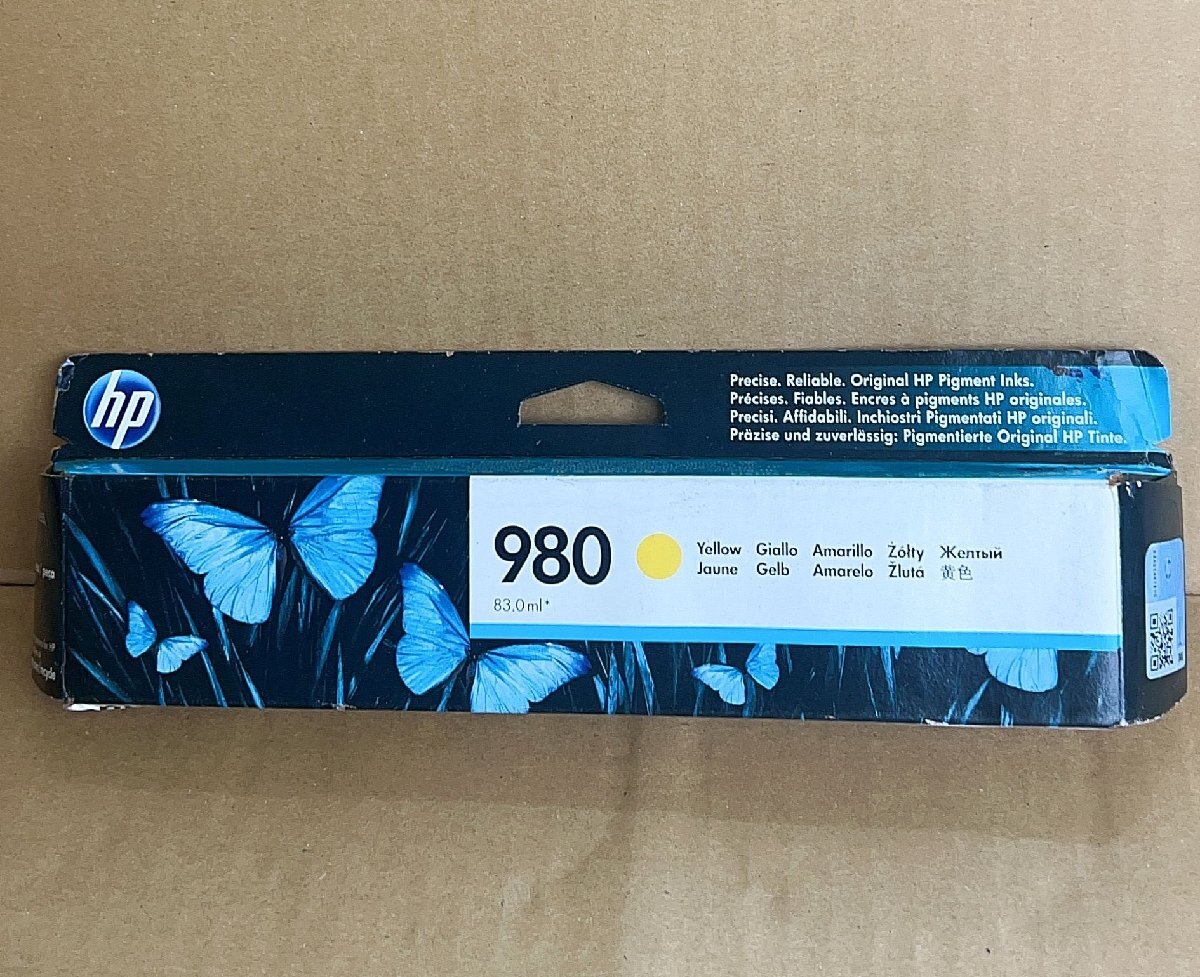 hp
Precise. Reliable. Original HP Pigment Inks.
Précises. Fiables. Encres à pigments HP originales.
Precisi. Affidabili. Inchiostri Pigmentati HP originali.
Präzise und zuverlässig: Pigmentierte Original HP Tinte.
980
Yellow Giallo Amarillo Żółty Желтый
Jaune Gelb Amarelo Žlutá 黄色
83.0ml*